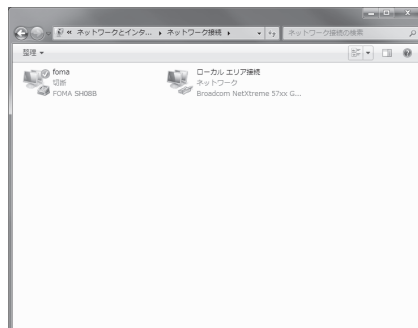 « ネットワークとインタ... ▸ ネットワーク接続 ▸ ネットワーク接続の検索
整理 ▼
foma
切断
FOMA SH08B
ローカル エリア接続
ネットワーク
Broadcom NetXtreme 57xx G...